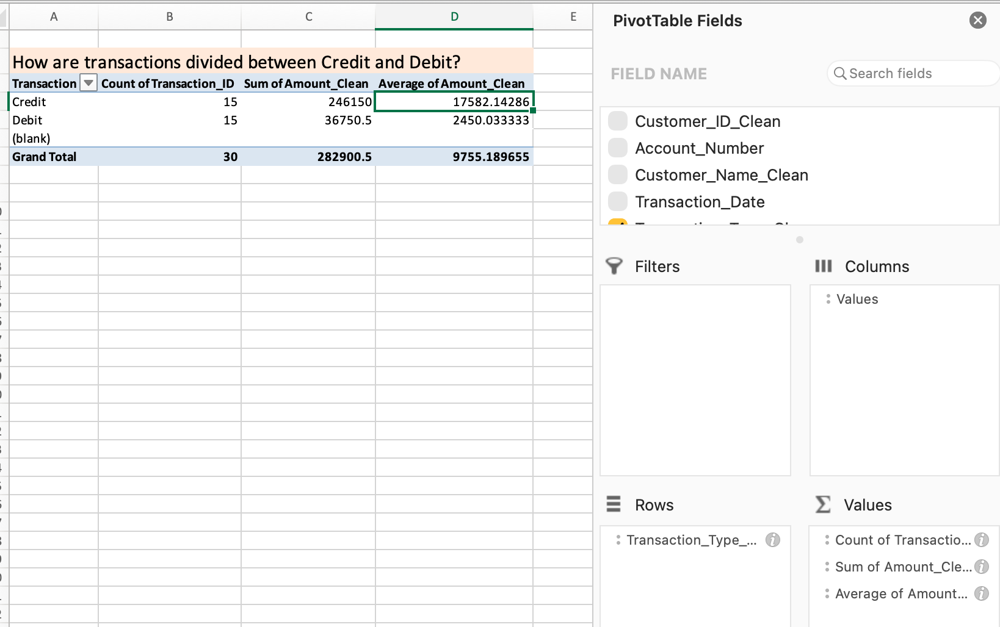 A B C D E
How are transactions divided between Credit and Debit?
Transaction Count of Transaction_ID Sum of Amount_Clean Average of Amount_Clean
Credit 15 246150 17582.14286
Debit 15 36750.5 2450.033333
(blank)
Grand Total 30 282900.5 9755.189655
PivotTable Fields
FIELD NAME
Search fields
Customer_ID_Clean
Account_Number
Customer_Name_Clean
Transaction_Date
Filters
Columns
Values
Rows
Transaction_Type_...
Values
Count of Transactio...
Sum of Amount_Cle...
Average of Amount...